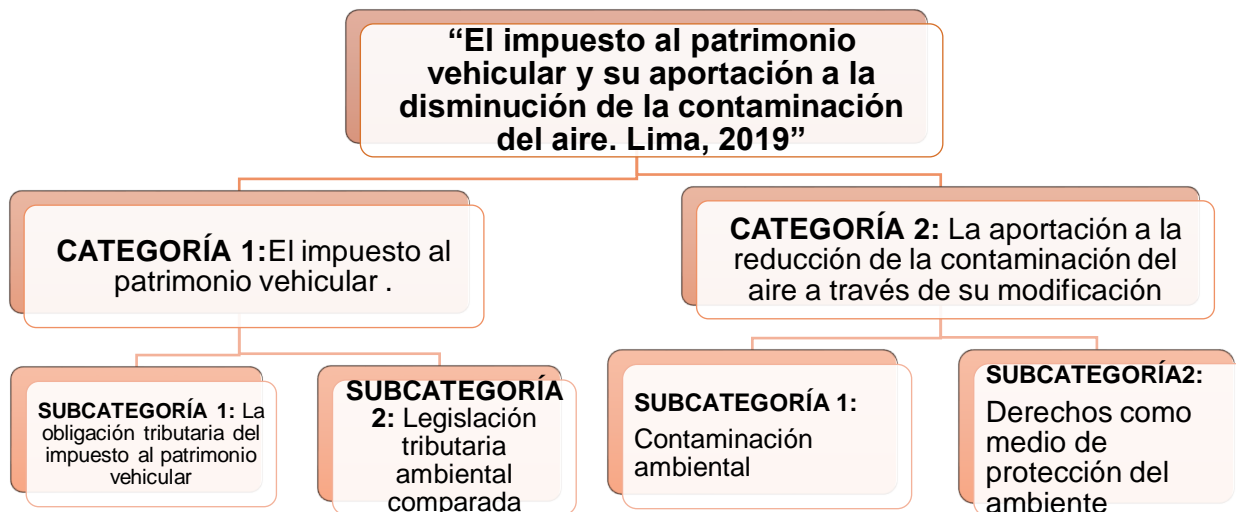 “El impuesto al patrimonio
vehicular y su aportación a la
disminución de la contaminación
del aire. Lima, 2019”
CATEGORÍA 1:El impuesto al
patrimonio vehicular .
CATEGORÍA 2: La aportación a la
reducción de la contaminación del
aire a través de su modificación
SUBCATEGORÍA 1: La
obligación tributaria del
impuesto al patrimonio
vehicular
SUBCATEGORÍA
2: Legislación
tributaria
ambiental
comparada
SUBCATEGORÍA 1:
Contaminación
ambiental
SUBCATEGORÍA2:
Derechos como
medio de
protección del
ambiente